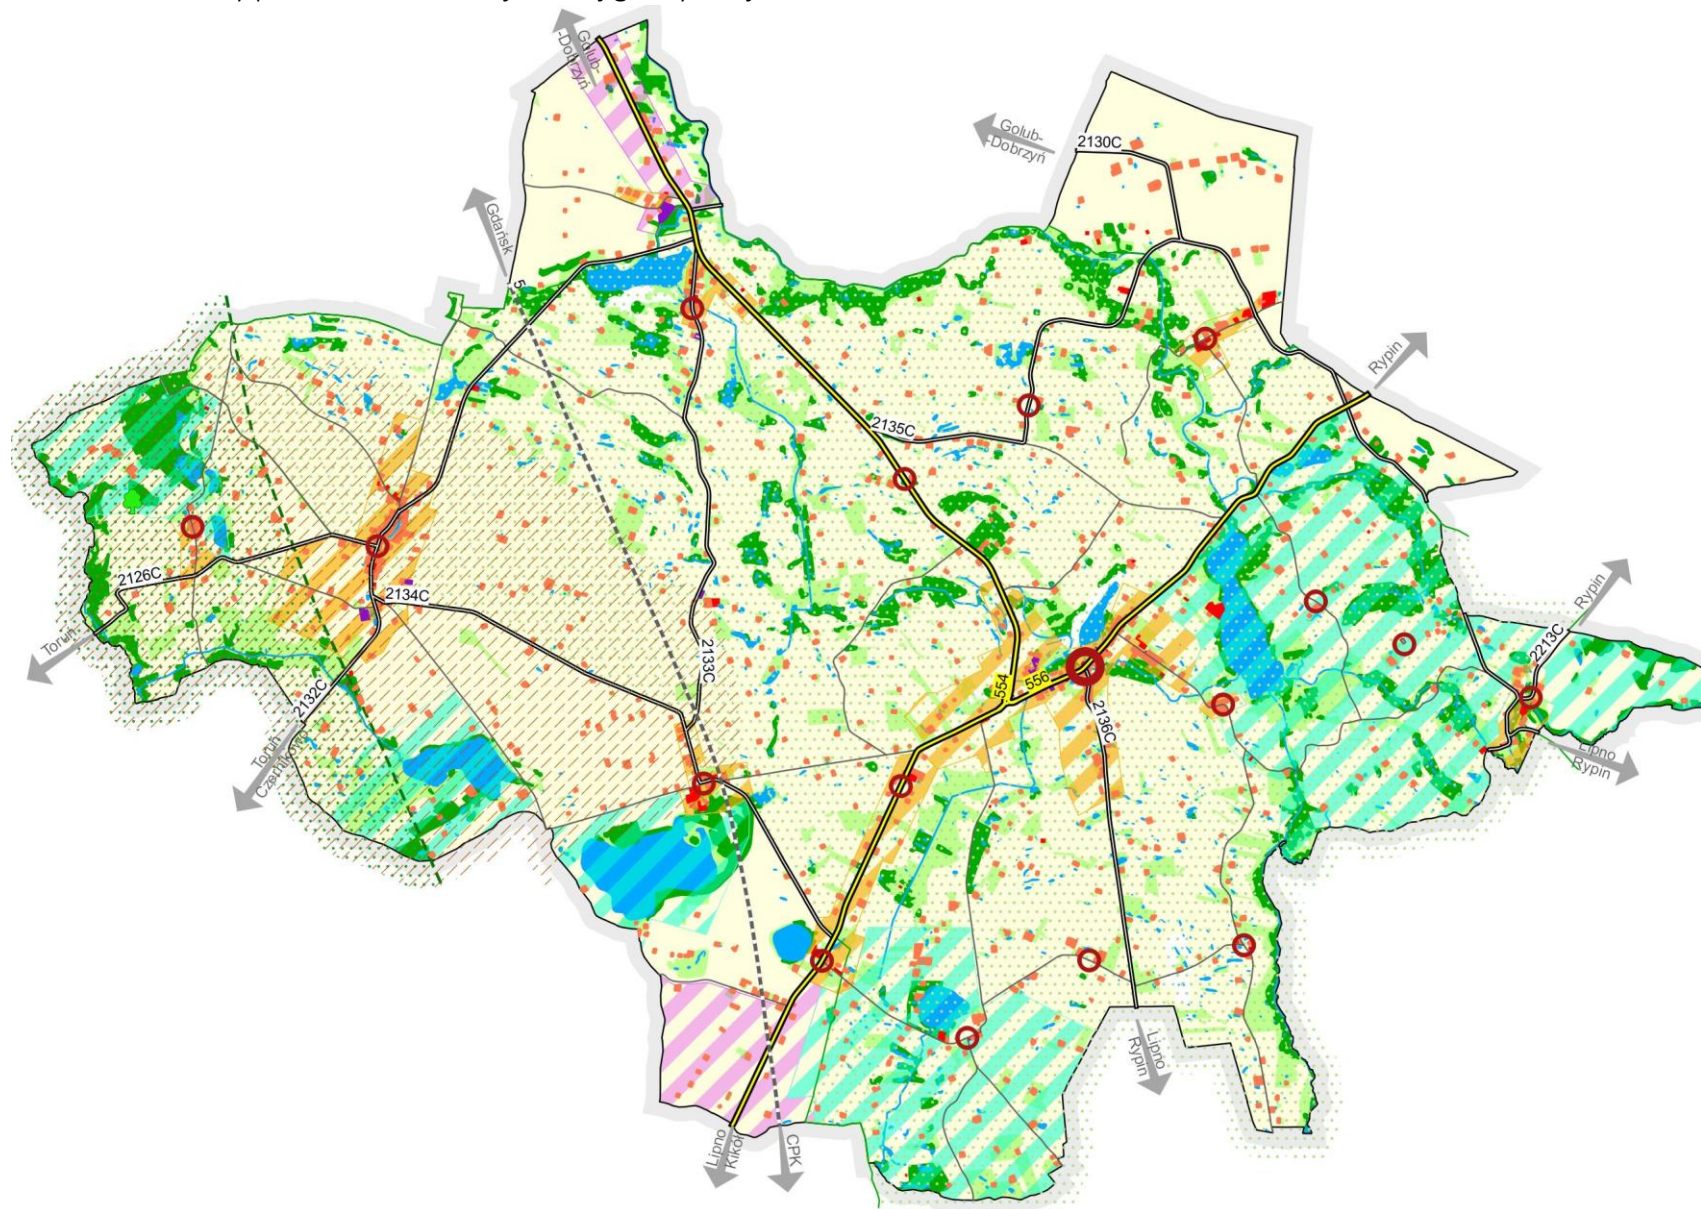 Golub-
-Dobrzyń
Golub-
-Dobrzyń
2130C
Gdańsk
5
Rypin
2135C
2126C
2134C
Toruń
2133C
Rypin
2213C
554
556
2132C
2136C
Toruń
Czernikowo
Lipno
Rypin
Lipno
Rypin
Lipno
Kikół
CPK